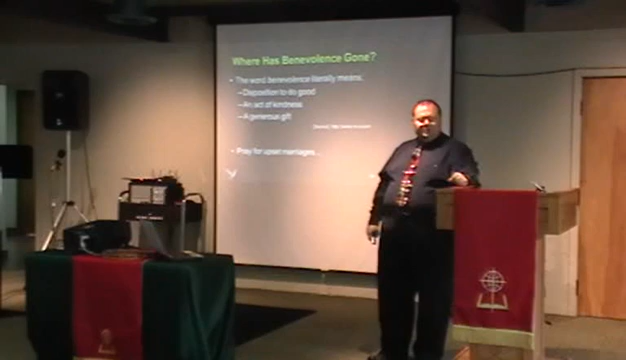 Where Has Benevolence Gone?
• The word benevolence literally means:
–Disposition to do good
–An act of kindness
–A generous gift
• Pray for upset marriages...